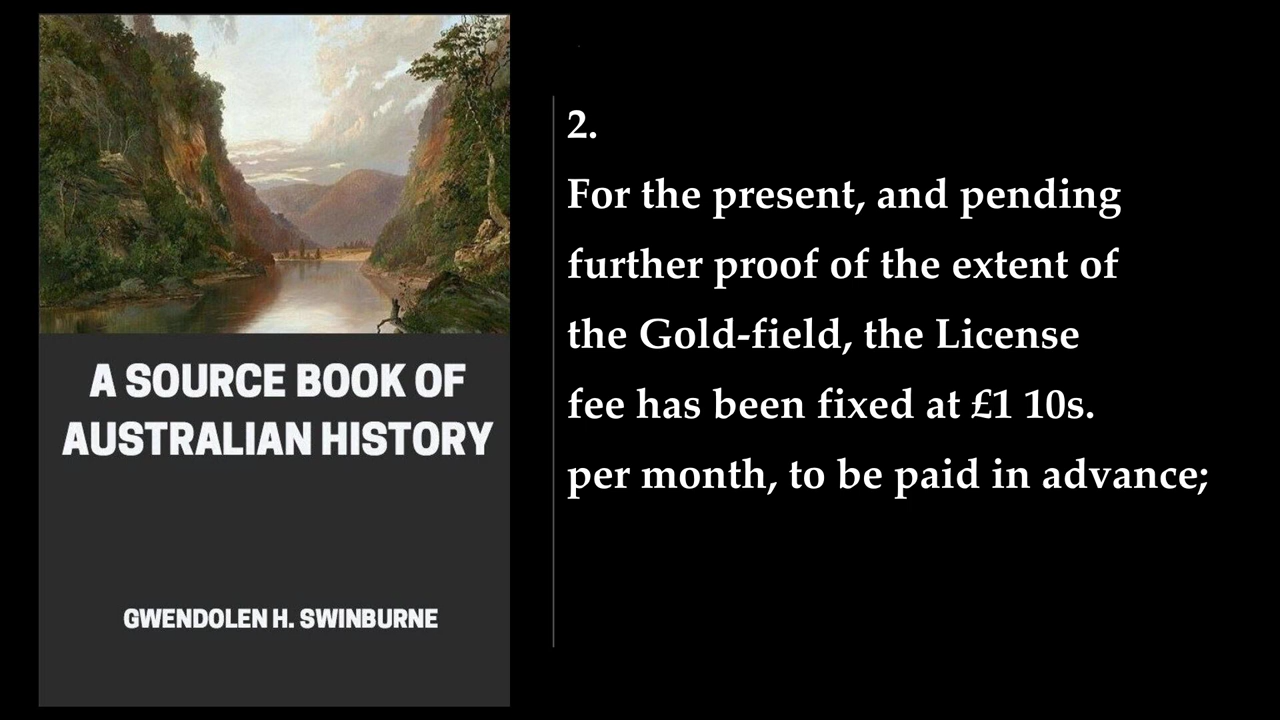 A SOURCE BOOK OF
AUSTRALIAN HISTORY
GWENDOLEN H. SWINBURNE
2.
For the present, and pending
further proof of the extent of
the Gold-field, the License
fee has been fixed at £1 10s.
per month, to be paid in advance;